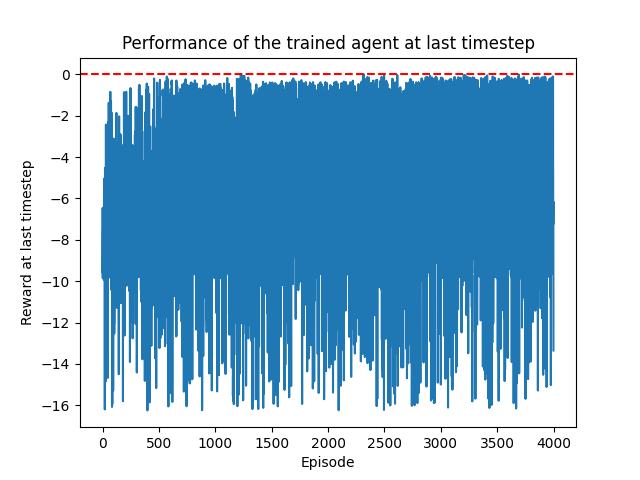 Performance of the trained agent at last timestep
0
−2
−4
−6
−8
−10
−12
−14
−16
Reward at last timestep
0 500 1000 1500 2000 2500 3000 3500 4000
Episode